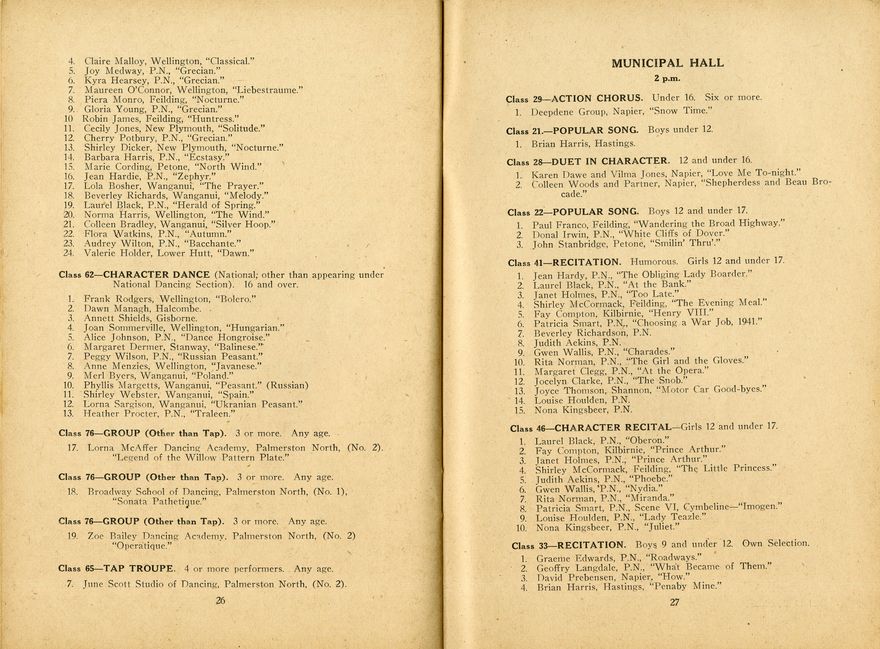 4. Claire Malloy, Wellington, “Classical.”
5. Joy Medway, P.N., “Grecian.”
6. Kyra Hearsey, P.N., “Grecian.”
7. Maureen O’Connor, Wellington, “Liebestraume.”
8. Piera Monro, Feilding, “Nocturne.”
9. Gloria Young, P.N., “Grecian.”
10 Robin James, Feilding, “Huntress.”
11. Cecily Jones, New Plymouth, “Solitude.”
12. Cherry Potbury, P.N., “Grecian.”
13. Shirley Dicker, New Plymouth, “Nocturne.”
14. Barbara Harris, P.N., “Ecstasy.”
15. Marie Cording, Petone, “North Wind.”
16. Jean Hardie, P.N., “Zephyr.”
17. Lola Bosher, Wanganui, “The Prayer.”
18. Beverley Richards, Wanganui, “Melody.”
19. Laurel Black, P.N., “Herald of Spring.”
20. Norma Harris, Wellington, “The Wind.”
21. Colleen Bradley, Wanganui, “Silver Hoop.”
22. Flora Watkins, P.N., “Autumn.”
23. Audrey Wilton, P.N., “Bacchante.”
24. Valerie Holder, Lower Hutt, “Dawn.”
Class 62—CHARACTER DANCE (National; other than appearing under
National Dancing Section). 16 and over.
1. Frank Rodgers, Wellington, “Bolero.”
2. Dawn Managh, Halcombe.
3. Annett Shields, Gisborne.
4. Joan Sommerville, Wellington, “Hungarian.”
5. Alice Johnson, P.N., “Dance Hongroise.”
6. Margaret Dermer, Stanway, “Balinese.”
7. Peggy Wilson, P.N., “Russian Peasant.”
8. Anne Menzies, Wellington, “Javanese.”
9. Merl Byers, Wanganui, “Poland.”
10. Phyllis Margetts, Wanganui, “Peasant.” (Russian)
11. Shirley Webster, Wanganui, “Spain.”
12. Lorna Sargison, Wanganui, “Ukranian Peasant.”
13. Heather Procter, P.N., “Traleen.”
Class 76—GROUP (Other than Tap). 3 or more. Any age.
17. Lorna McAffer Dancing Academy, Palmerston North, (No. 2).
“Legend of the Willow Pattern Plate.”
Class 76—GROUP (Other than Tap). 3 or more. Any age.
18. Broadway School of Dancing, Palmerston North, (No. 1),
“Sonata Pathetique.”
Class 76—GROUP (Other than Tap). 3 or more. Any age.
19. Zoe Bailey Dancing Academy, Palmerston North, (No. 2)
“Operatique.”
Class 65—TAP TROUPE. 4 or more performers. Any age.
7. June Scott Studio of Dancing, Palmerston North, (No. 2).
26
MUNICIPAL HALL
2 p.m.
Class 29—ACTION CHORUS. Under 16. Six or more.
1. Deepdene Group, Napier, “Snow Time.”
Class 21.—POPULAR SONG. Boys under 12.
1. Brian Harris, Hastings.
Class 28—DUET IN CHARACTER. 12 and under 16.
1. Karen Dawe and Vilma Jones, Napier, “Love Me To-night.”
2. Colleen Woods and Partner, Napier, “Shepherdess and Beau Bro-
cade.”
Class 22—POPULAR SONG. Boys 12 and under 17.
1. Paul Franco, Feilding, “Wandering the Broad Highway.”
2. Donal Irwin, P.N., “White Cliffs of Dover.”
3. John Stanbridge, Petone, “Smilin’ Thru’.”
Class 41—RECITATION. Humorous. Girls 12 and under 17.
1. Jean Hardy, P.N., “The Obliging Lady Boarder.”
2. Laurel Black, P.N., “At the Bank.”
3. Janet Holmes, P.N., “Too Late.”
4. Shirley McCormack, Feilding, “The Evening Meal.”
5. Fay Compton, Kilbirnie, “Henry VIII.”
6. Patricia Smart, P.N., “Choosing a War Job, 1941.”
7. Beverley Richardson, P.N.
8. Judith Aekins, P.N.
9. Gwen Wallis, P.N., “Charades.”
10. Rita Norman, P.N., “The Girl and the Gloves.”
11. Margaret Clegg, P.N., “At the Opera.”
12. Jocelyn Clarke, P.N., “The Snob.”
13. Joyce Thomson, Shannon, “Motor Car Good-byes.”
14. Louise Houlden, P.N.
15. Nona Kingsbeer, P.N.
Class 46—CHARACTER RECITAL—Girls 12 and under 17.
1. Laurel Black, P.N., “Oberon.”
2. Fay Compton, Kilbirnie, “Prince Arthur.”
3. Janet Holmes, P.N., “Prince Arthur.”
4. Shirley McCormack, Feilding, “The Little Princess.”
5. Judith Aekins, P.N., “Phoebe.”
6. Gwen Wallis, P.N., “Nydia.”
7. Rita Norman, P.N., “Miranda.”
8. Patricia Smart, P.N., Scene VI, Cymbeline—“Imogen.”
9. Louise Houlden, P.N., “Lady Teazle.”
10. Nona Kingsbeer, P.N., “Juliet.”
Class 33—RECITATION. Boys 9 and under 12. Own Selection.
1. Graeme Edwards, P.N., “Roadways.”
2. Geoffry Langdale, P.N., “What Became of Them.”
3. David Prebensen, Napier, “How.”
4. Brian Harris, Hastings, “Penaby Mine.”
27